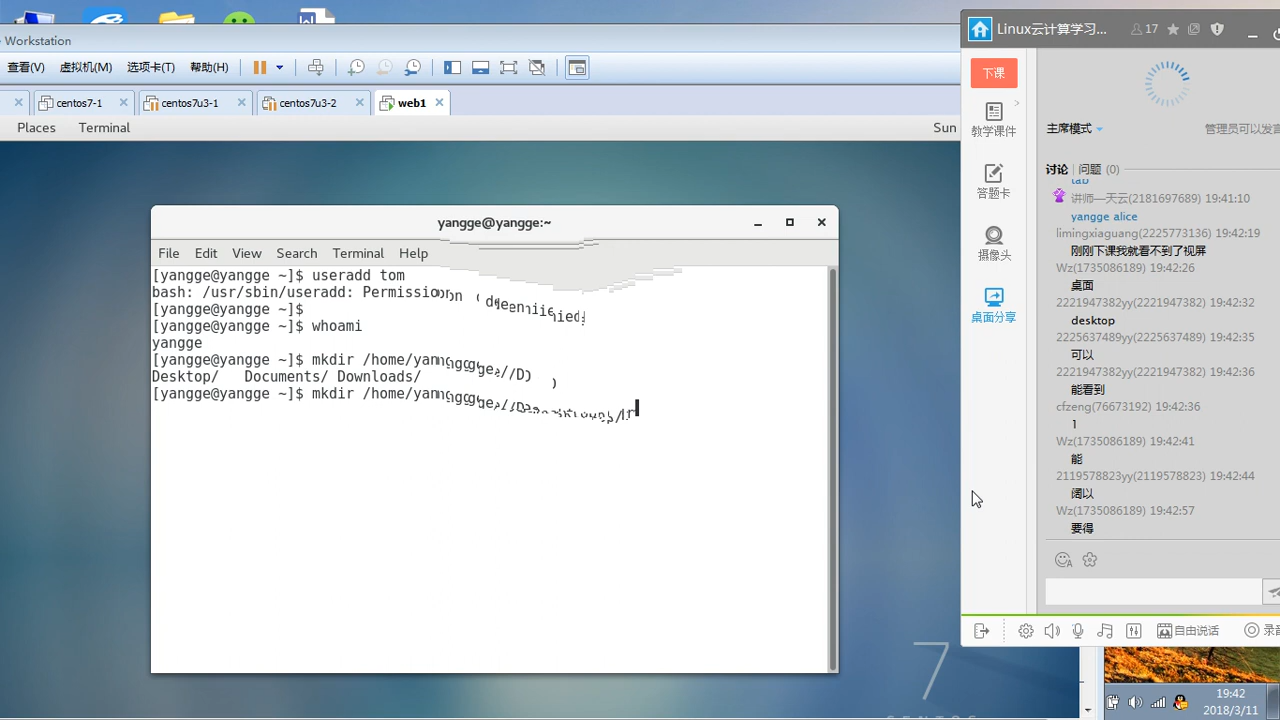 Workstation
查看(V) 虚拟机(M) 选项卡(T) 帮助(H)
centos7-1 centos7u3-1 centos7u3-2 web1
Places Terminal Sun
yangge@yangge:~
File Edit View Search Terminal Help
[yangge@yangge ~]$ useradd tom
bash: /usr/sbin/useradd: Permission denied
[yangge@yangge ~]$
[yangge@yangge ~]$ whoami
yangge
[yangge@yangge ~]$ mkdir /home/yangge/D
Desktop/ Documents/ Downloads/
[yangge@yangge ~]$ mkdir /home/yangge/
7
Linux云计算学习... 17
下课
教学课件
答题卡
摄像头
桌面分享
主席模式 管理员可以发言
讨论 问题 (0)
tab
讲师—天云(2181697689) 19:41:10
yangge alice
limingxiaguang(2225773136) 19:42:19
刚刚下课我就看不到了视屏
Wz(1735086189) 19:42:26
桌面
2221947382yy(2221947382) 19:42:32
desktop
2225637489yy(2225637489) 19:42:35
可以
2221947382yy(2221947382) 19:42:36
能看到
cfzeng(76673192) 19:42:36
1
Wz(1735086189) 19:42:41
能
2119578823yy(2119578823) 19:42:44
阔以
Wz(1735086189) 19:42:57
要得
自由说话 录音
19:42
2018/3/11